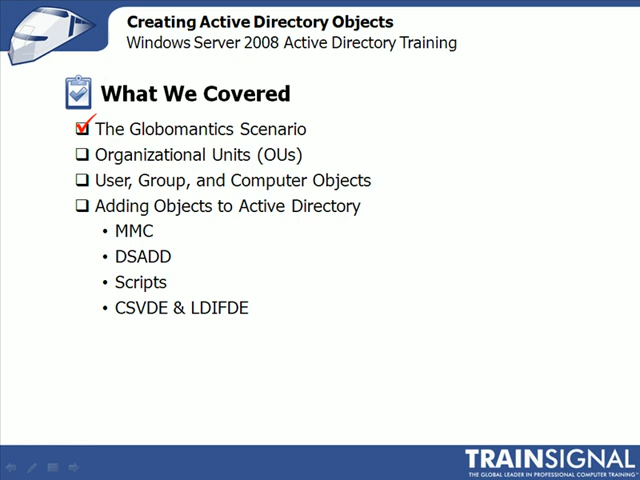 Creating Active Directory Objects
Windows Server 2008 Active Directory Training
What We Covered
The Globomantics Scenario
Organizational Units (OUs)
User, Group, and Computer Objects
Adding Objects to Active Directory
• MMC
• DSADD
• Scripts
• CSVDE & LDIFDE
TRAINSIGNAL
THE GLOBAL LEADER IN PROFESSIONAL COMPUTER TRAINING